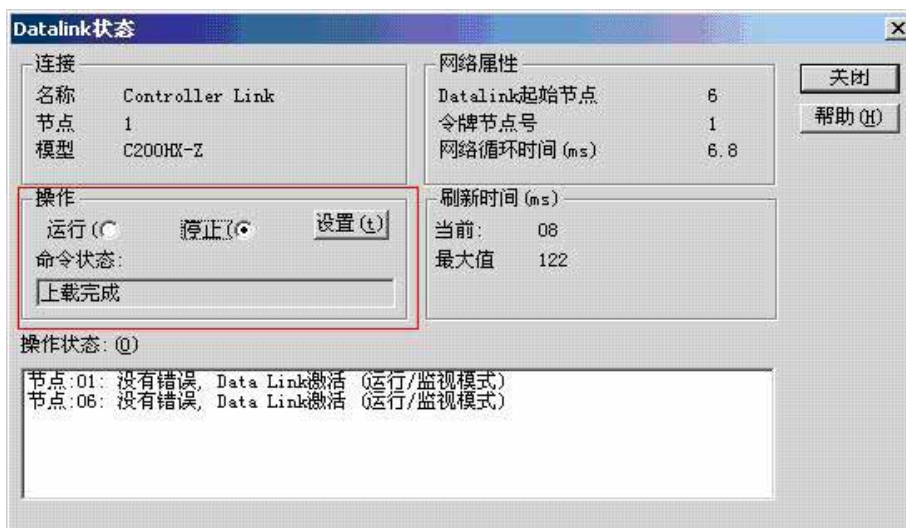 Datalink状态
连接
名称 Controller Link
节点 1
模型 C200HX-Z
网络属性
Datalink起始节点 6
令牌节点号 1
网络循环时间(ms) 6.8
关闭
帮助(H)
操作
运行( 停止( 设置(t)
命令状态:
上载完成
刷新时间(ms)
当前: 08
最大值 122
操作状态:(O)
节点:01: 没有错误, Data Link激活 (运行/监视模式)
节点:06: 没有错误, Data Link激活 (运行/监视模式)